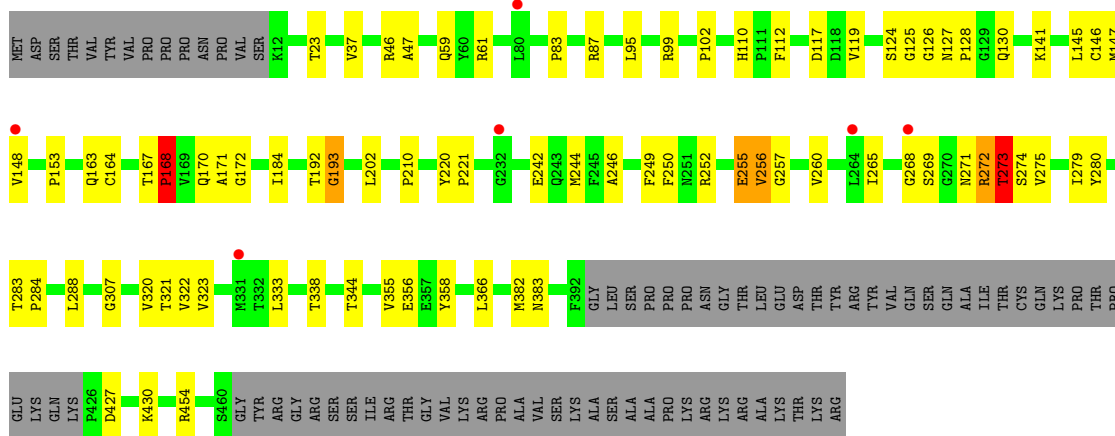 MET ASP SER THR VAL TYR VAL PRO PRO PRO ASN PRO VAL SER K12 T23 V37 R46 A47 Q59 Y60 R61 L80 P83 R87 L95 R99 P102 H110 P111 F112 D117 D118 V119 S124 G125 G126 N127 P128 G129 Q130 K141 L145 C146 M147
V148 P153 Q163 C164 T167 P168 V169 Q170 A171 G172 I184 T192 G193 L202 P210 Y220 P221 G232 E242 Q243 M244 F245 A246 F249 F250 N251 R252 E255 V256 G257 V260 L264 I265 G268 S269 G270 N271 R272 T273 S274 V275 I279 Y280
T283 P284 L288 G307 V320 T321 V322 V323 M331 T332 L333 T338 T344 V355 E356 E357 Y358 L366 M382 N383 F392 GLY LEU SER PRO PRO PRO ASN GLY THR LEU GLU ASP THR TYR ARG TYR VAL GLN SER GLN ALA ILE THR CYS GLN LYS PRO THR PRO
GLU LYS GLN LYS P426 D427 K430 R454 S460 GLY TYR ARG GLY ARG SER SER ILE ARG THR GLY VAL LYS ARG PRO ALA VAL SER LYS ALA SER ALA ALA PRO LYS ARG LYS ARG ALA LYS THR LYS ARG